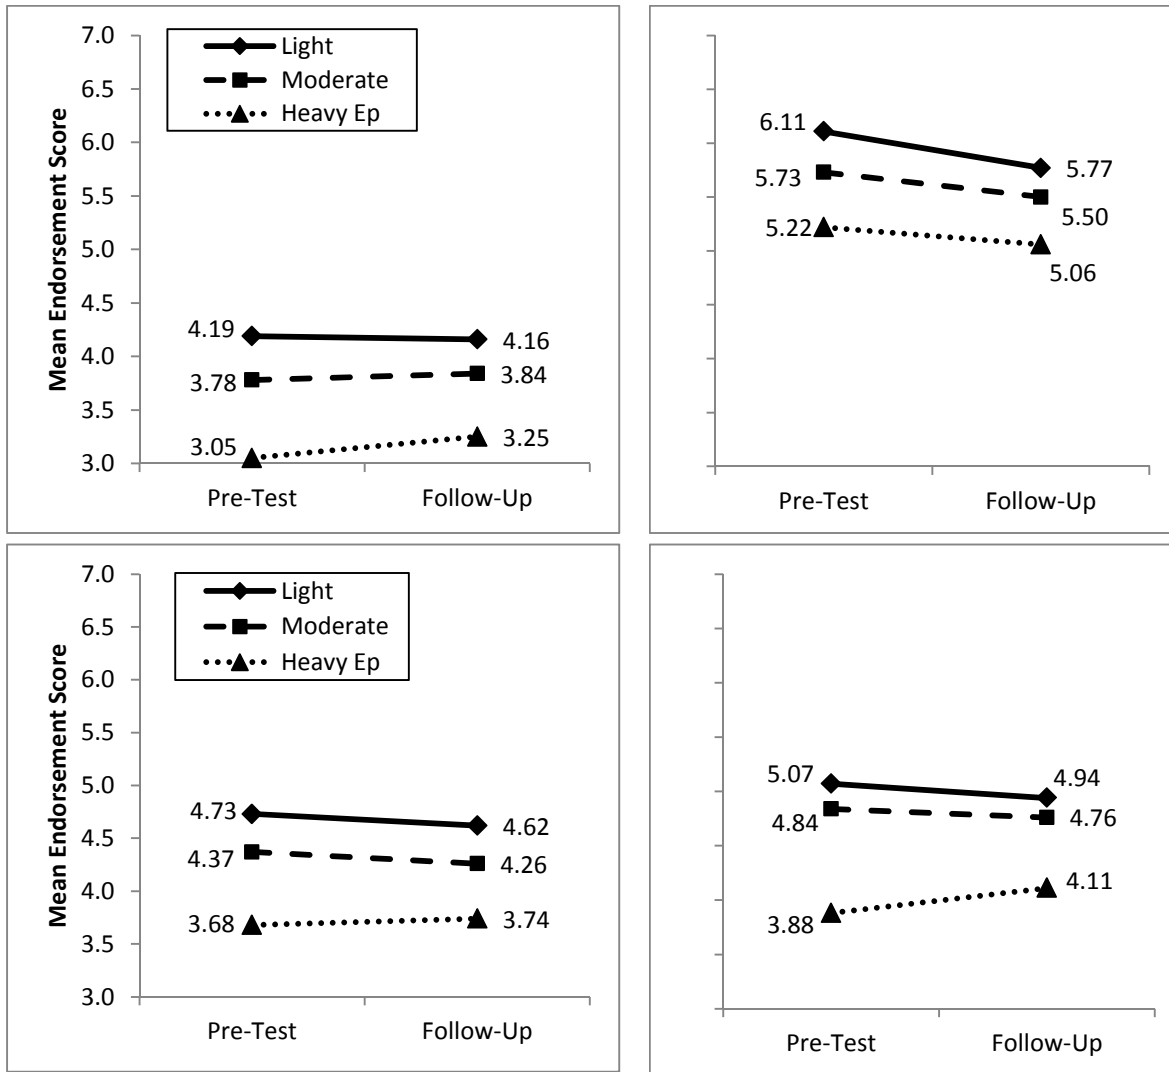 7.0
6.5
6.0
5.5
5.0
4.5
4.0
3.5
3.0
Mean Endorsement Score
Light
Moderate
Heavy Ep
4.19
4.16
3.78
3.84
3.05
3.25
Pre-Test
Follow-Up
6.11
5.77
5.73
5.50
5.22
5.06
Pre-Test
Follow-Up
7.0
6.5
6.0
5.5
5.0
4.5
4.0
3.5
3.0
Mean Endorsement Score
Light
Moderate
Heavy Ep
4.73
4.62
4.37
4.26
3.68
3.74
Pre-Test
Follow-Up
5.07
4.94
4.84
4.76
3.88
4.11
Pre-Test
Follow-Up